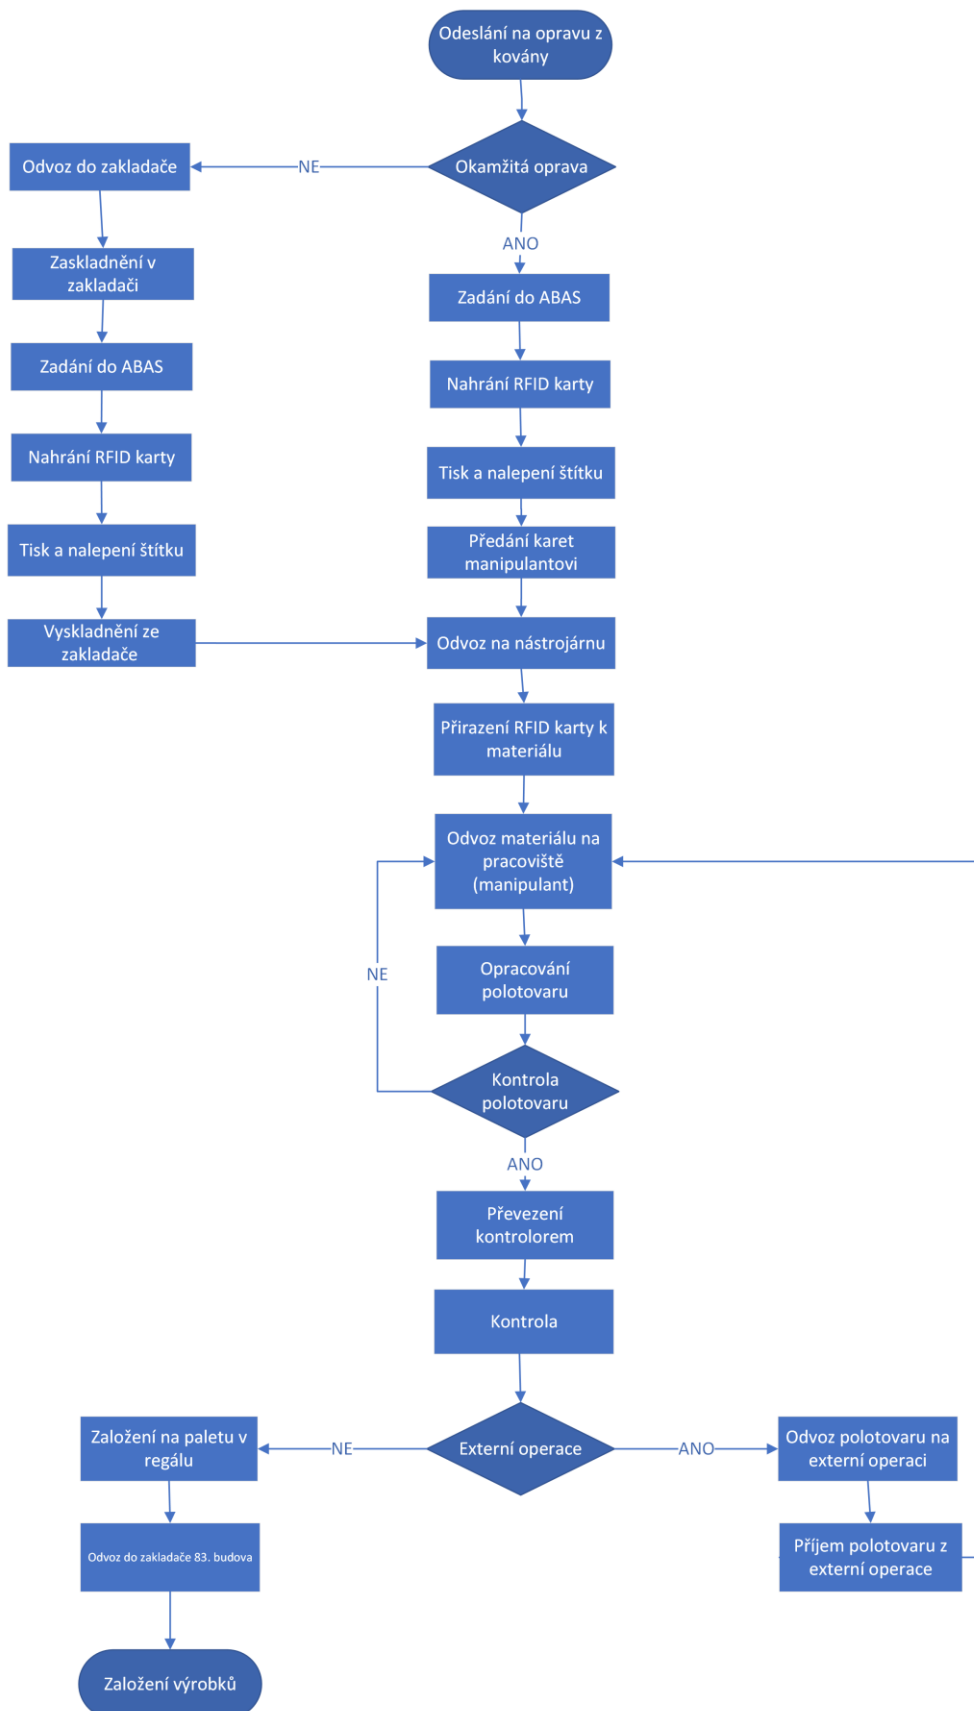 Odeslání na opravu z
kovány
Okamžitá oprava
NE
Odvoz do zakladače
ANO
Zaskladnění v
zakladači
Zadání do ABAS
Zadání do ABAS
Nahrání RFID karty
Nahrání RFID karty
Tisk a nalepení štítku
Tisk a nalepení štítku
Předání karet
manipulantovi
Vyskladnění ze
zakladače
Odvoz na nástrojárnu
Přirazení RFID karty k
materiálu
Odvoz materiálu na
pracoviště
(manipulant)
NE
Opracování
polotovaru
Kontrola
polotovaru
ANO
Převezení
kontrolorem
Kontrola
Externí operace
NE
Založení na paletu v
regálu
ANO
Odvoz polotovaru na
externí operaci
Odvoz do zakladače 83. budova
Příjem polotovaru z
externí operace
Založení výrobků